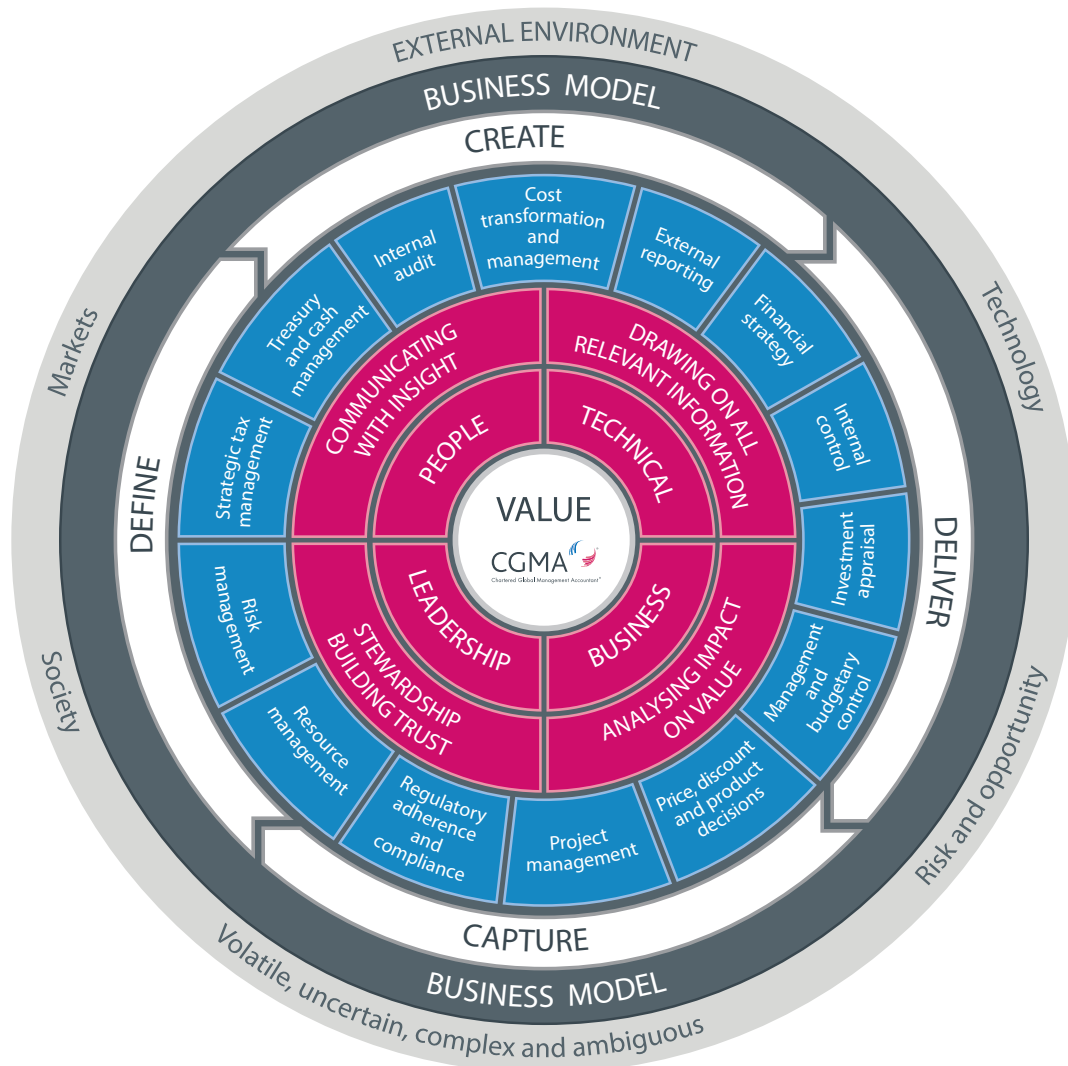 EXTERNAL ENVIRONMENT
BUSINESS MODEL
CREATE
Cost
transformation
and
management
External
reporting
Financial
strategy
Internal
control
Investment
appraisal
Management
and
budgetary
control
Price, discount
and product
decisions
Project
management
Regulatory
adherence
and
compliance
Resource
management
Risk
management
Strategic tax
management
Treasury
and cash
management
Internal
audit
COMMUNICATING
WITH INSIGHT
DRAWING ON ALL
RELEVANT INFORMATION
ANALYSING IMPACT
ON VALUE
STEWARDSHIP
BUILDING TRUST
PEOPLE
TECHNICAL
BUSINESS
LEADERSHIP
VALUE
CGMA
Chartered Global Management Accountant™
DEFINE
DELIVER
CAPTURE
BUSINESS MODEL
Markets
Technology
Society
Risk and opportunity
Volatile, uncertain, complex and ambiguous